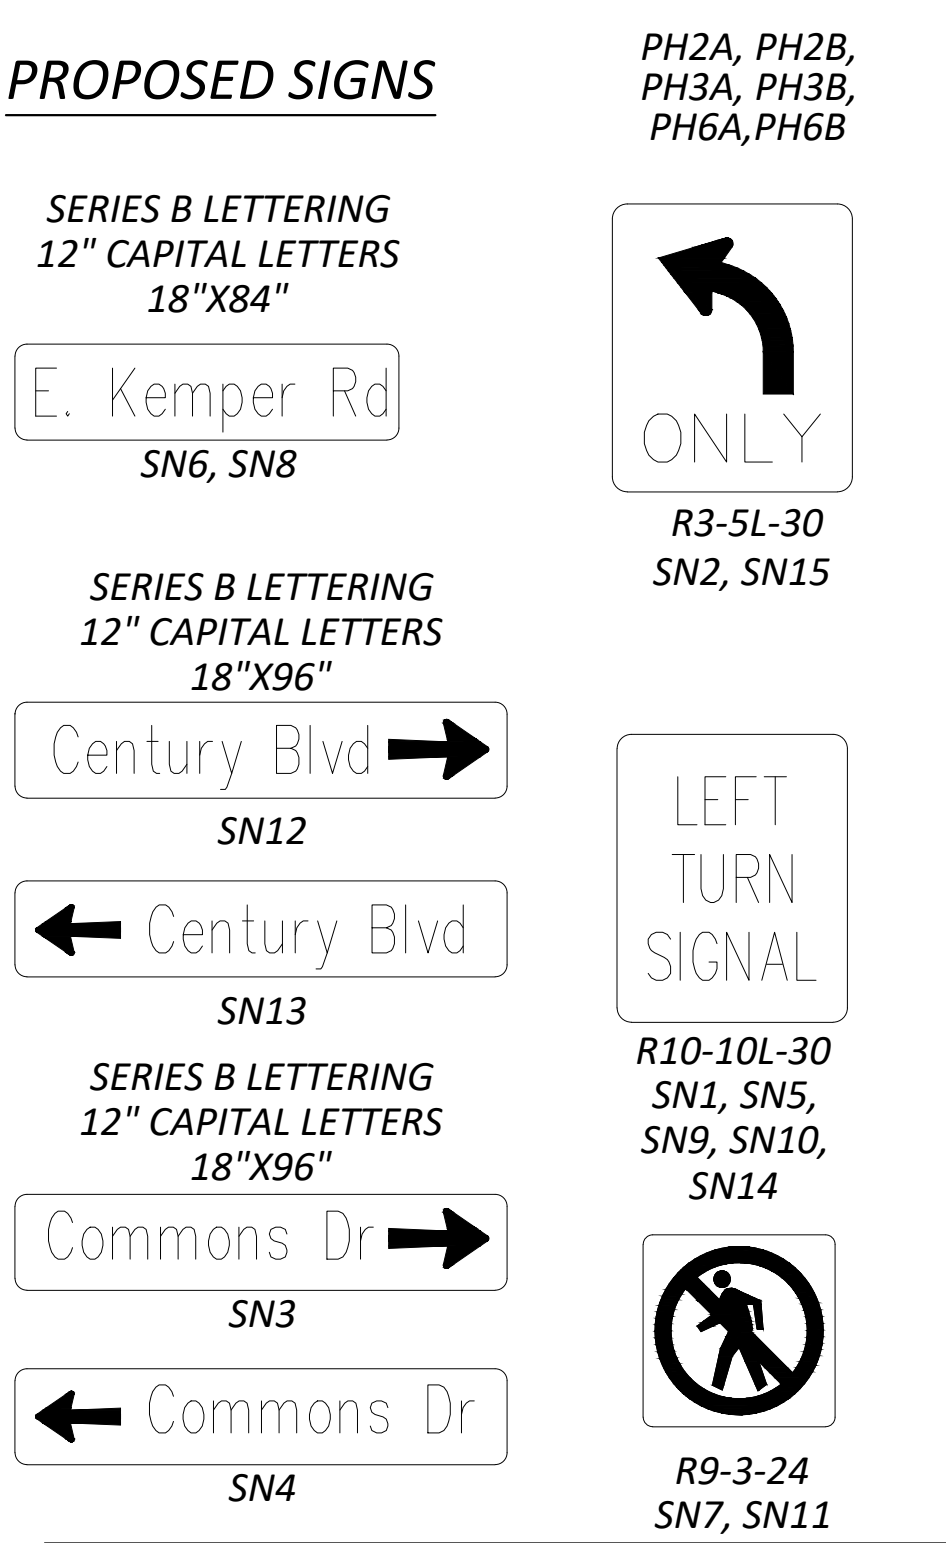 PROPOSED SIGNS
SERIES B LETTERING
12" CAPITAL LETTERS
18"X84"
E. Kemper Rd
SN6, SN8
SERIES B LETTERING
12" CAPITAL LETTERS
18"X96"
Century Blvd
SN12
Century Blvd
SN13
SERIES B LETTERING
12" CAPITAL LETTERS
18"X96"
Commons Dr
SN3
Commons Dr
SN4
PH2A, PH2B,
PH3A, PH3B,
PH6A,PH6B
ONLY
R3-5L-30
SN2, SN15
LEFT
TURN
SIGNAL
R10-10L-30
SN1, SN5,
SN9, SN10,
SN14
R9-3-24
SN7, SN11